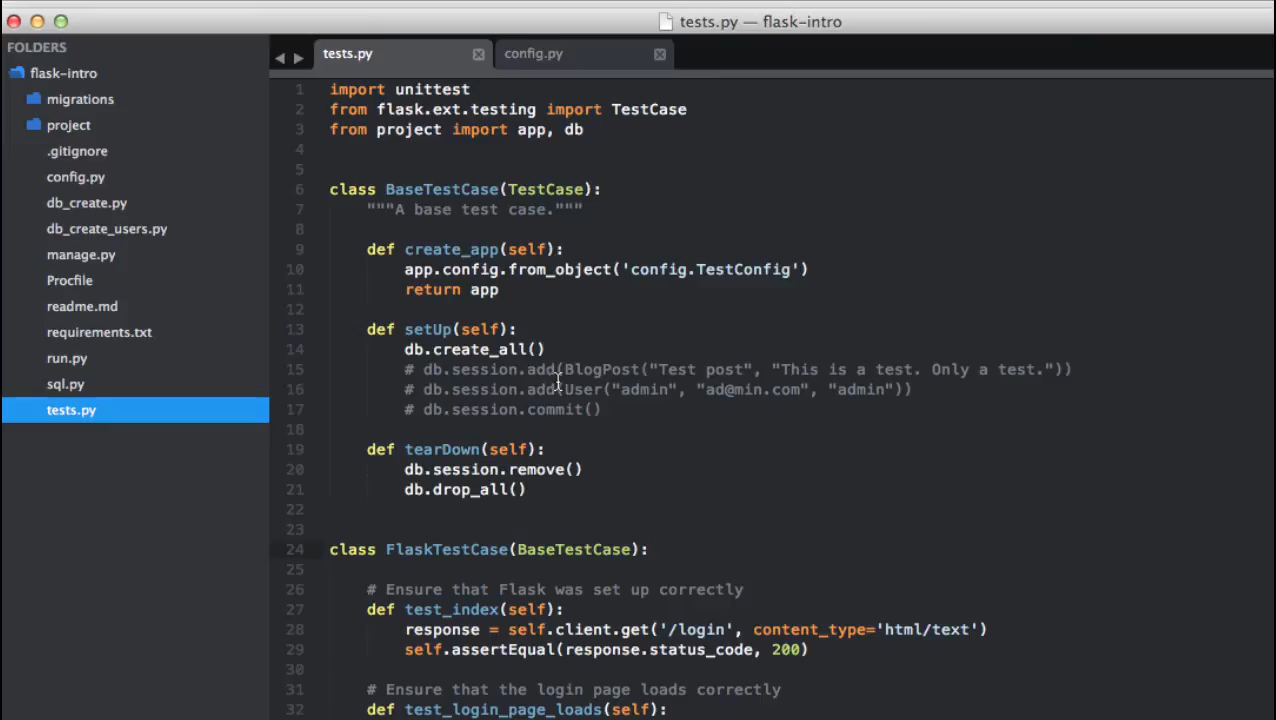 tests.py — flask-intro
FOLDERS
flask-intro
migrations
project
.gitignore
config.py
db_create.py
db_create_users.py
manage.py
Procfile
readme.md
requirements.txt
run.py
sql.py
tests.py
tests.py
config.py
1 import unittest
2 from flask.ext.testing import TestCase
3 from project import app, db
4
5
6 class BaseTestCase(TestCase):
7     """A base test case."""
8
9     def create_app(self):
10         app.config.from_object('config.TestConfig')
11         return app
12
13     def setUp(self):
14         db.create_all()
15         # db.session.add(BlogPost("Test post", "This is a test. Only a test."))
16         # db.session.add(User("admin", "ad@min.com", "admin"))
17         # db.session.commit()
18
19     def tearDown(self):
20         db.session.remove()
21         db.drop_all()
22
23
24 class FlaskTestCase(BaseTestCase):
25
26     # Ensure that Flask was set up correctly
27     def test_index(self):
28         response = self.client.get('/login', content_type='html/text')
29         self.assertEqual(response.status_code, 200)
30
31     # Ensure that the login page loads correctly
32     def test_login_page_loads(self):